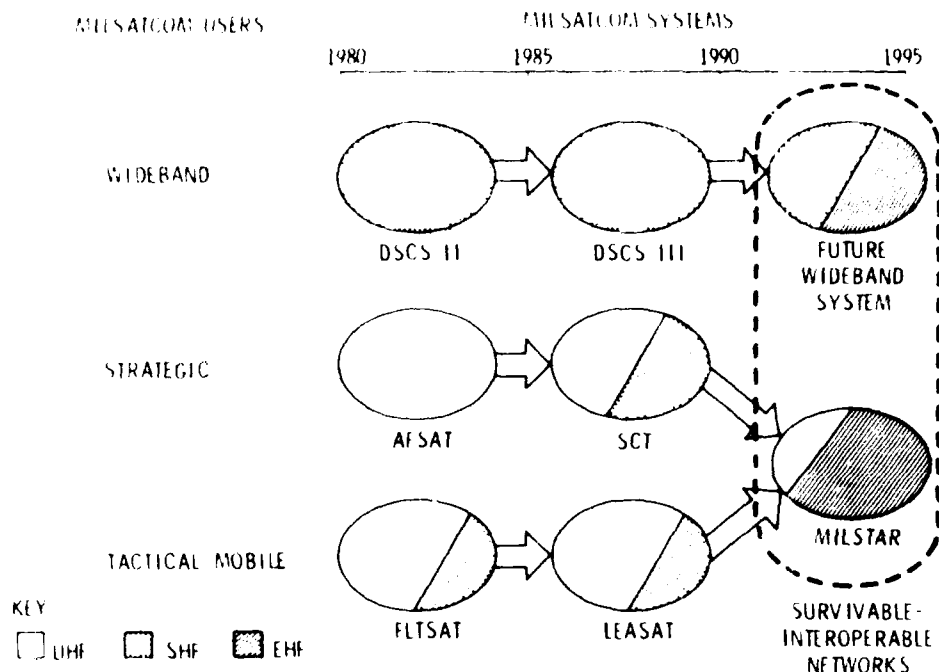 MILSATCOM USERS
MILSATCOM SYSTEMS
1980 1985 1990 1995
WIDEBAND
DSCS II
DSCS III
FUTURE
WIDEBAND
SYSTEM
STRATEGIC
AFSAT
SCT
MILSTAR
TACTICAL MOBILE
FLTSAT
LEASAT
SURVIVABLE-
INTEROPERABLE
NETWORKS
KEY
UHF SHF EHF